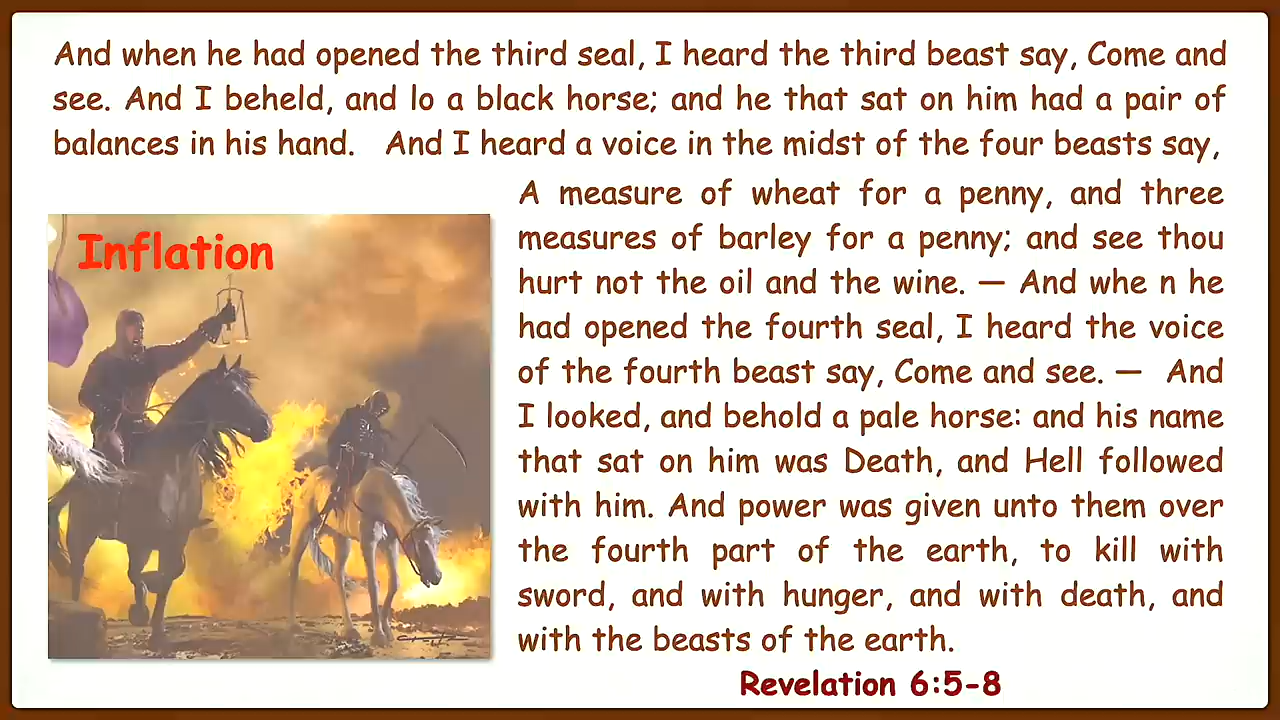 And when he had opened the third seal, I heard the third beast say, Come and
see. And I beheld, and lo a black horse; and he that sat on him had a pair of
balances in his hand. And I heard a voice in the midst of the four beasts say,
A measure of wheat for a penny, and three
measures of barley for a penny; and see thou
hurt not the oil and the wine. — And whe n he
had opened the fourth seal, I heard the voice
of the fourth beast say, Come and see. — And
I looked, and behold a pale horse: and his name
that sat on him was Death, and Hell followed
with him. And power was given unto them over
the fourth part of the earth, to kill with
sword, and with hunger, and with death, and
with the beasts of the earth.
Revelation 6:5-8
Inflation